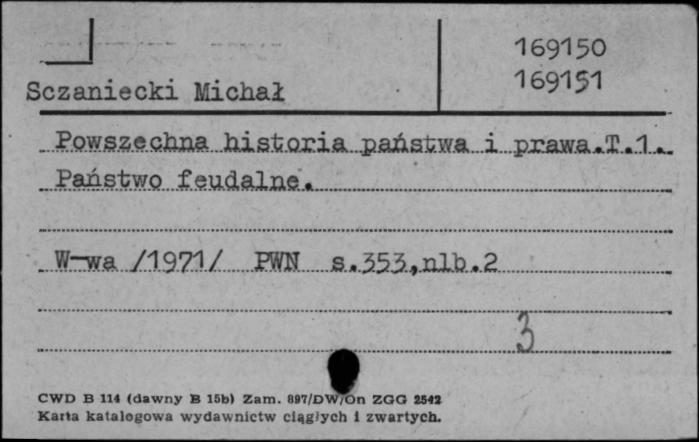 169150
169151
Sczaniecki Michał
Powszechna historia państwa i prawa.T.1.
Państwo feudalne.
W-wa /1971/ PWN s.353,nlb.2
3
CWD B 114 (dawny B 15b) Zam. 897/DW/On ZGG 2542
Karta katalogowa wydawnictw ciągłych i zwartych.